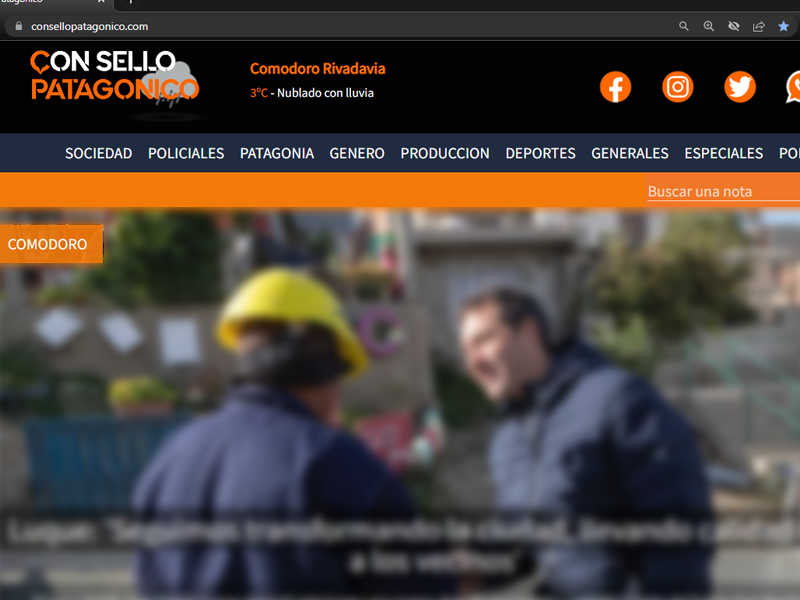 consellopatagonico.com
CON SELLO
PATAGONICO
Comodoro Rivadavia
3°C - Nublado con lluvia
SOCIEDAD POLICIALES PATAGONIA GENERO PRODUCCION DEPORTES GENERALES ESPECIALES
Buscar una nota
COMODORO
Luque: "Seguimos transformando la ciudad, llevando calidad
a los vecinos"